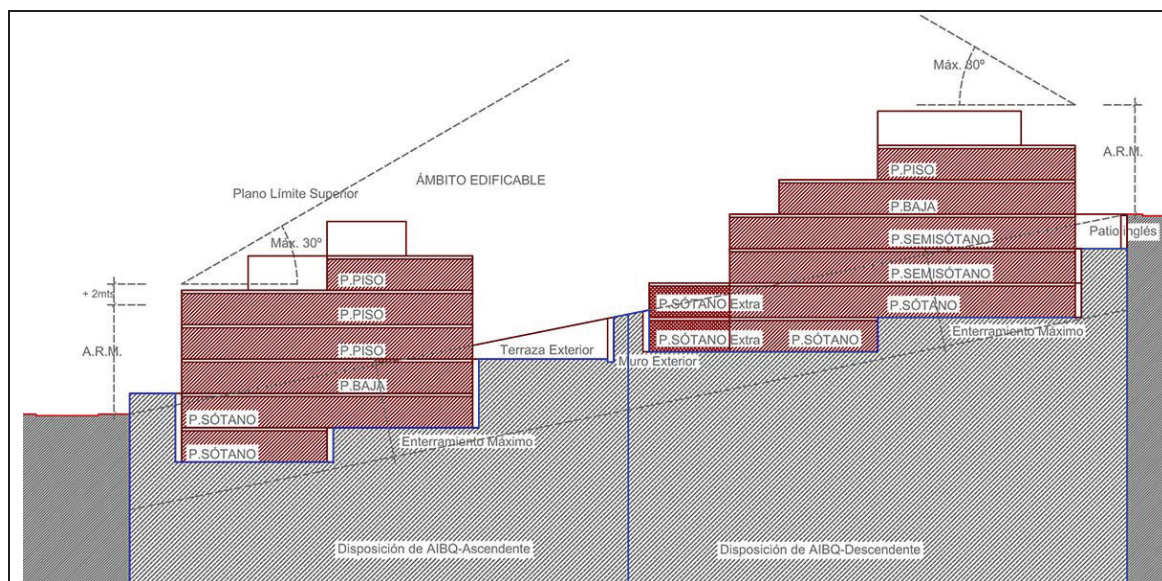 Máx. 30º
A.R.M.
P.PISO
ÁMBITO EDIFICABLE
Plano Límite Superior
P.BAJA
P.SEMISÓTANO
Patio inglés
Máx. 30º
P.PISO
P.SEMISÓTANO
+ 2mts
P.PISO
P.SÓTANO Extra
P.SÓTANO
Enterramiento Máximo
P.SÓTANO Extra
P.SÓTANO
A.R.M.
P.PISO
Terraza Exterior
Muro Exterior
P.BAJA
P.SÓTANO
Enterramiento Máximo
P.SÓTANO
Disposición de AIBQ-Ascendente
Disposición de AIBQ-Descendente